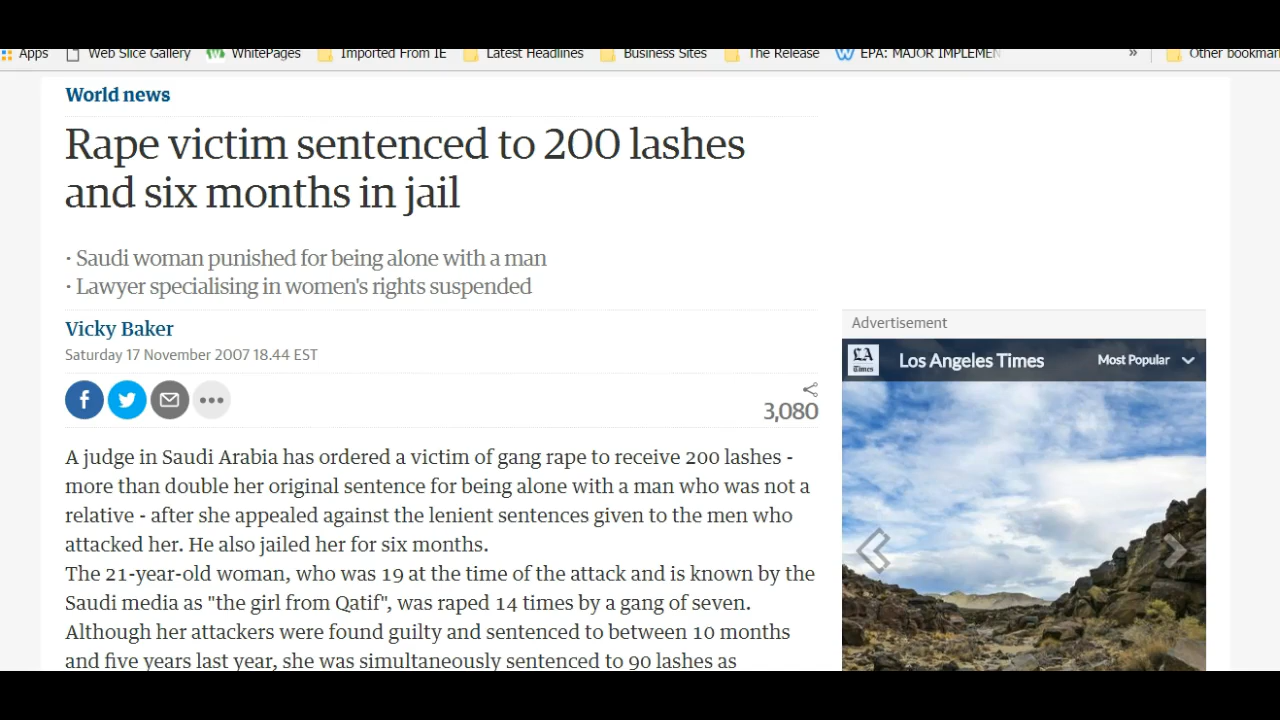 Apps Web Slice Gallery WhitePages Imported From IE Latest Headlines Business Sites The Release EPA: MAJOR IMPLEMEN » Other bookmar
World news
Rape victim sentenced to 200 lashes
and six months in jail
· Saudi woman punished for being alone with a man
· Lawyer specialising in women's rights suspended
Vicky Baker
Saturday 17 November 2007 18.44 EST
3,080
A judge in Saudi Arabia has ordered a victim of gang rape to receive 200 lashes -
more than double her original sentence for being alone with a man who was not a
relative - after she appealed against the lenient sentences given to the men who
attacked her. He also jailed her for six months.
The 21-year-old woman, who was 19 at the time of the attack and is known by the
Saudi media as "the girl from Qatif", was raped 14 times by a gang of seven.
Although her attackers were found guilty and sentenced to between 10 months
and five years last year, she was simultaneously sentenced to 90 lashes as
Advertisement
LA Times Los Angeles Times Most Popular